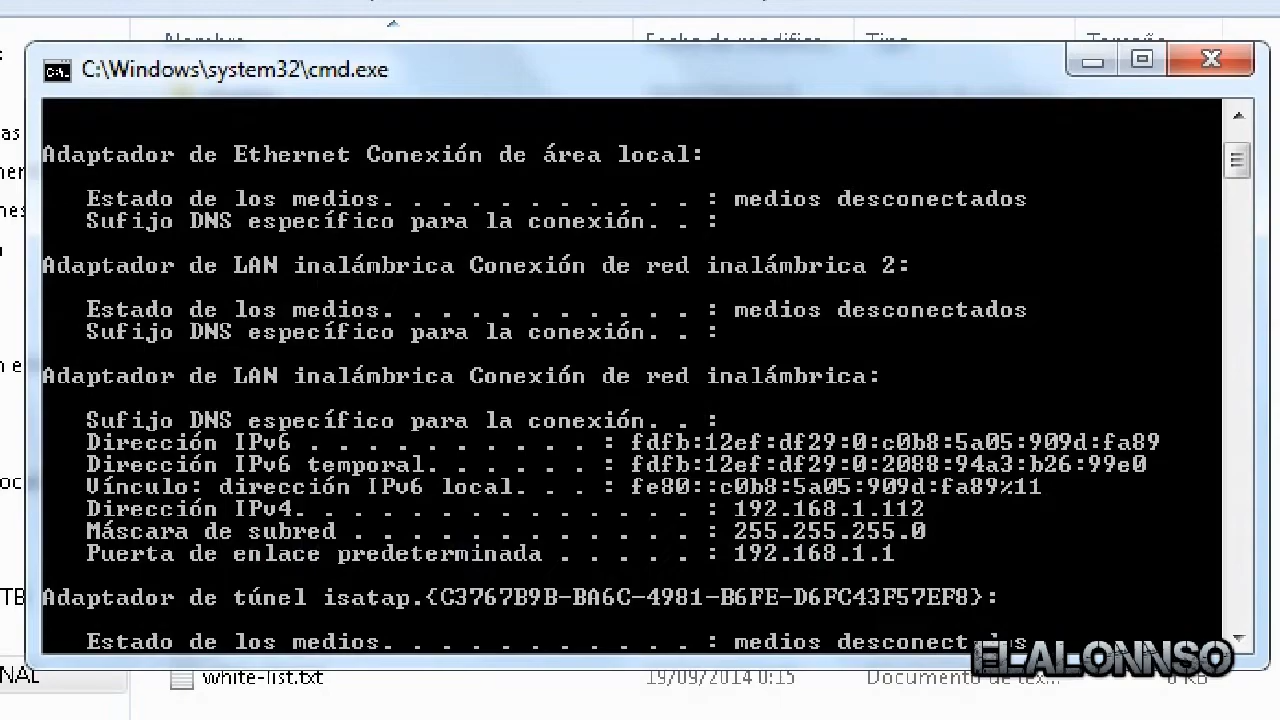 C:\Windows\system32\cmd.exe
Adaptador de Ethernet Conexión de área local:
Estado de los medios. . . . . . . . . . . : medios desconectados
Sufijo DNS específico para la conexión. . :
Adaptador de LAN inalámbrica Conexión de red inalámbrica 2:
Estado de los medios. . . . . . . . . . . : medios desconectados
Sufijo DNS específico para la conexión. . :
Adaptador de LAN inalámbrica Conexión de red inalámbrica:
Sufijo DNS específico para la conexión. . :
Dirección IPv6 . . . . . . . . . . : fdfb:12ef:df29:0:c0b8:5a05:909d:fa89
Dirección IPv6 temporal. . . . . . : fdfb:12ef:df29:0:2088:94a3:b26:99e0
Vínculo: dirección IPv6 local. . . : fe80::c0b8:5a05:909d:fa89%11
Dirección IPv4. . . . . . . . . . . . . . : 192.168.1.112
Máscara de subred . . . . . . . . . . . . : 255.255.255.0
Puerta de enlace predeterminada . . . . . : 192.168.1.1
Adaptador de túnel isatap.{C3767B9B-BA6C-4981-B6FE-D6FC43F57EF8}:
Estado de los medios. . . . . . . . . . . : medios desconectados
ELALONNSO
white-list.txt 19/09/2014 0:15 Documento de tex... 0 KB